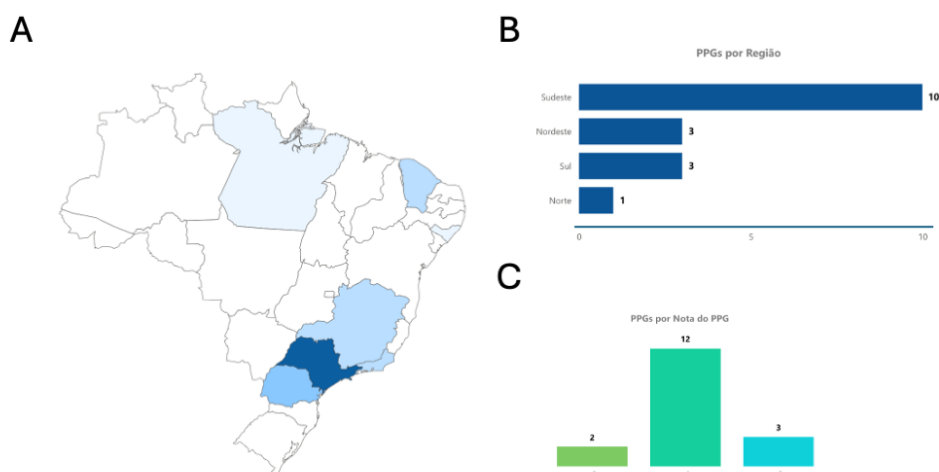 A
B
PPGs por Região
Sudeste 10
Nordeste 3
Sul 3
Norte 1
0 5 10
C
PPGs por Nota do PPG
12
2
3